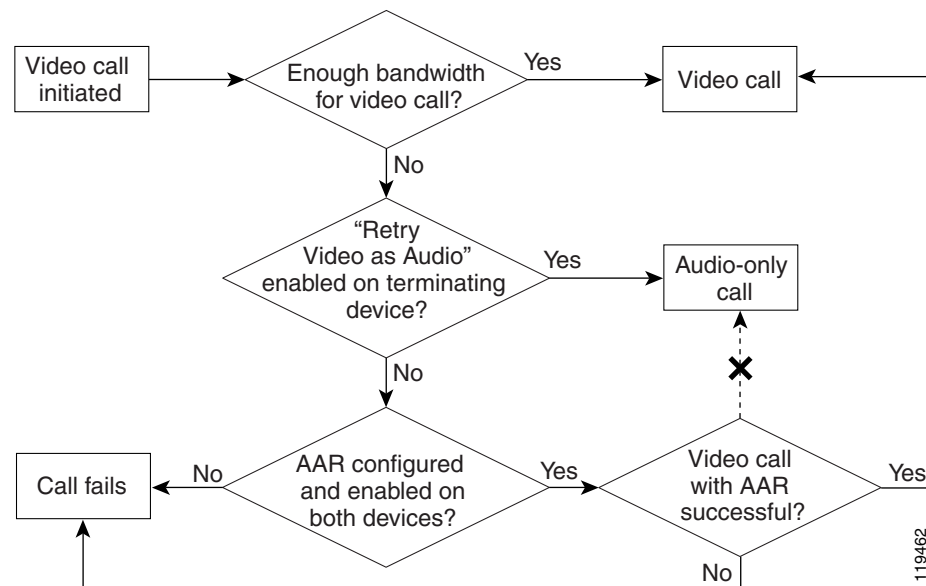 Video call
initiated
Enough bandwidth
for video call?
Yes
Video call
No
“Retry
Video as Audio”
enabled on terminating
device?
Yes
Audio-only
call
No
Call fails
No
AAR configured
and enabled on
both devices?
Yes
Video call
with AAR
successful?
Yes
No
119462